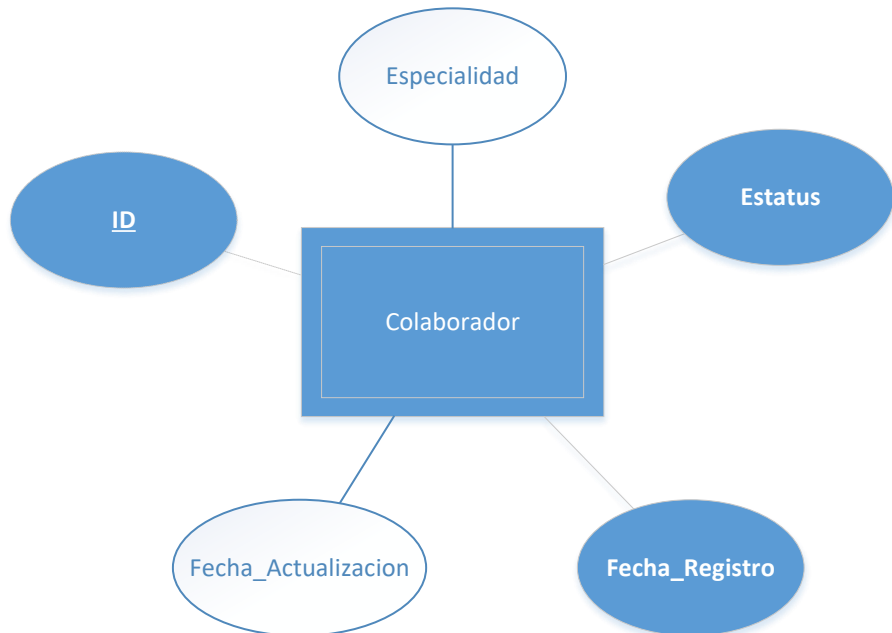 Especialidad
ID
Estatus
Colaborador
Fecha_Actualizacion
Fecha_Registro